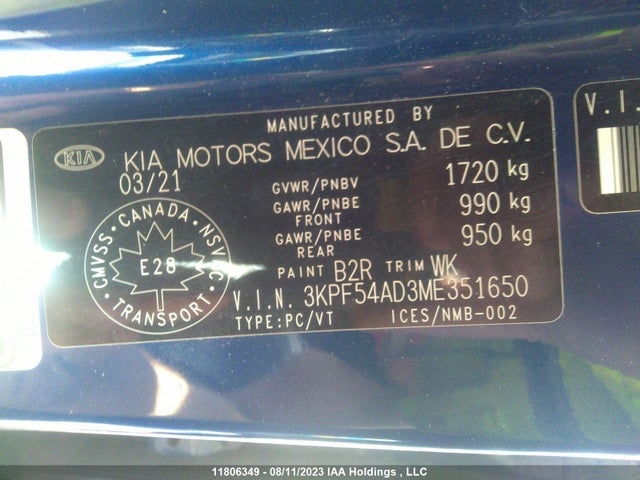 MANUFACTURED BY
KIA KIA MOTORS MEXICO S.A. DE C.V.
03/21
GVWR/PNBV 1720 kg
GAWR/PNBE FRONT 990 kg
GAWR/PNBE REAR 950 kg
PAINT B2R TRIM WK
V.I.N. 3KPF54AD3ME351650
TYPE:PC/VT ICES/NMB-002
CMVSS · CANADA · NSVAC
E28
· TRANSPORT ·
V.I.
11806349 - 08/11/2023 IAA Holdings , LLC